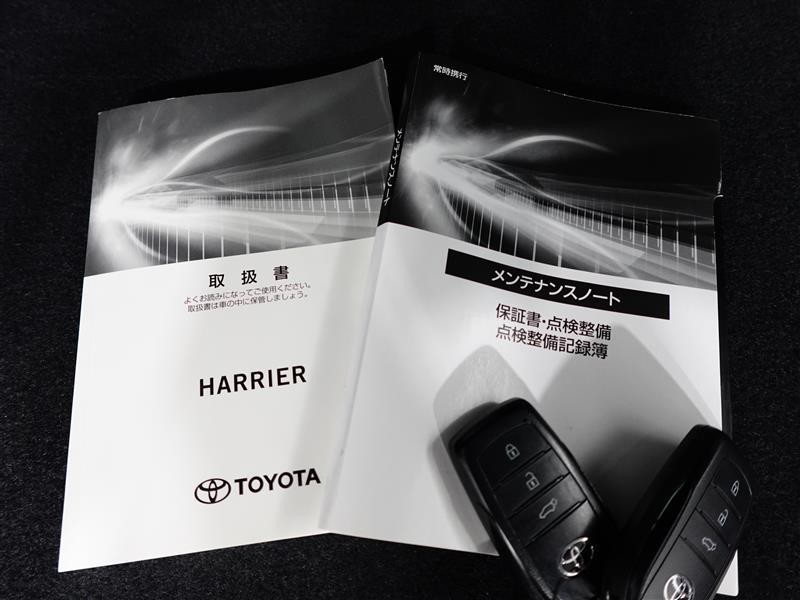 取扱書
よくお読みになってご使用ください。
取扱書は車の中に保管しましょう。
HARRIER
TOYOTA
メンテナンスノート
常時携行
メンテナンスノート
保証書・点検整備
点検整備記録簿